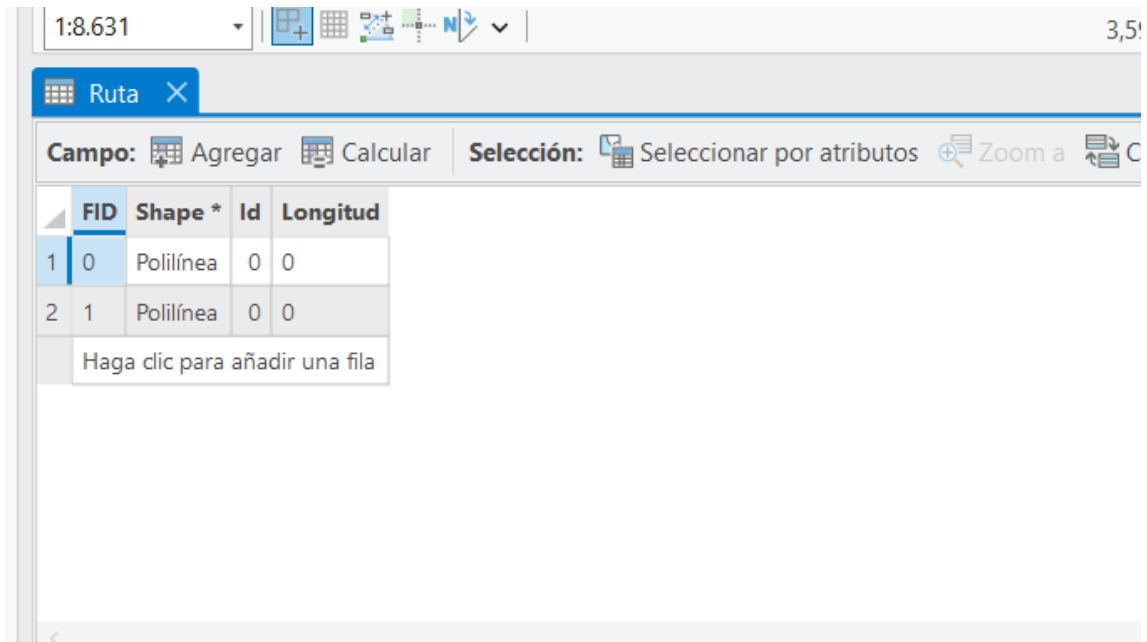 1:8.631 N 3,59
Ruta
Campo: Agregar Calcular Selección: Seleccionar por atributos Zoom a C
FID Shape * Id Longitud
1 0 Polilínea 0 0
2 1 Polilínea 0 0
Haga clic para añadir una fila